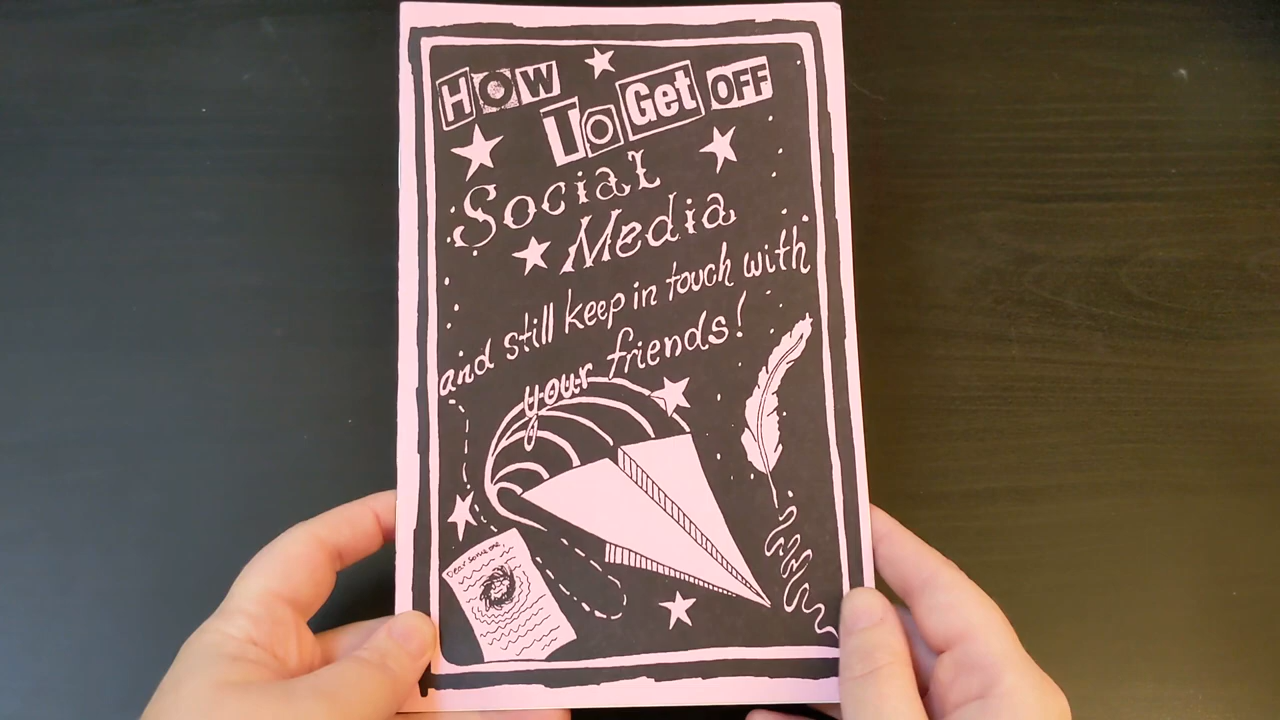 How
To Get OFF
Social
Media
and still keep in touch with
your friends!
Dear someone,